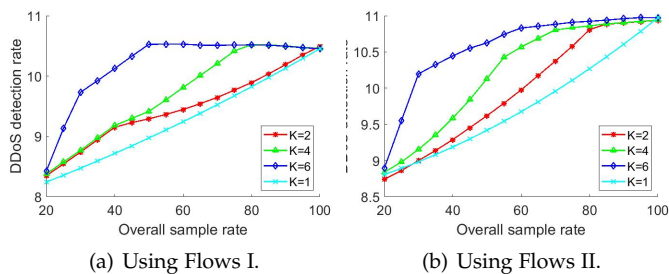 11
10
9
8
DDoS detection rate
20 40 60 80 100
Overall sample rate
K=2
K=4
K=6
K=1
(a) Using Flows I.
11
10.5
10
9
8.5
20 40 60 80 100
Overall sample rate
K=2
K=4
K=6
K=1
(b) Using Flows II.